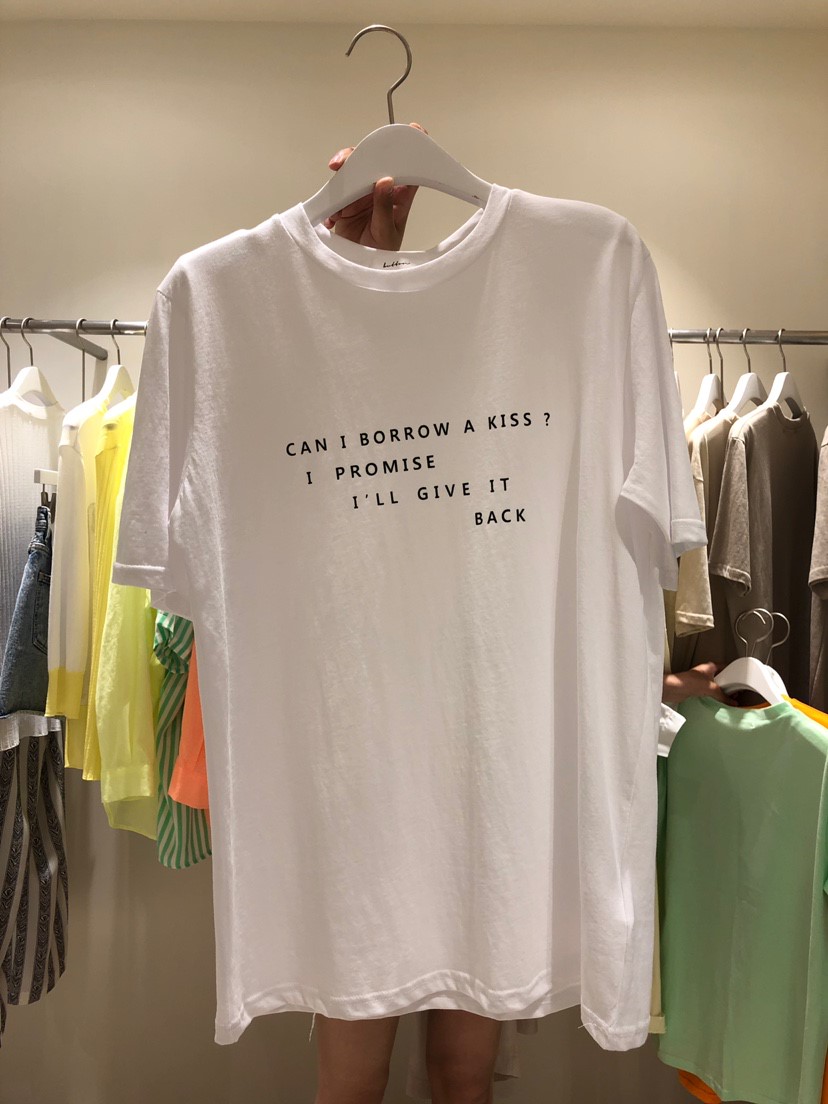 CAN I BORROW A KISS ?
I PROMISE
I'LL GIVE IT
BACK